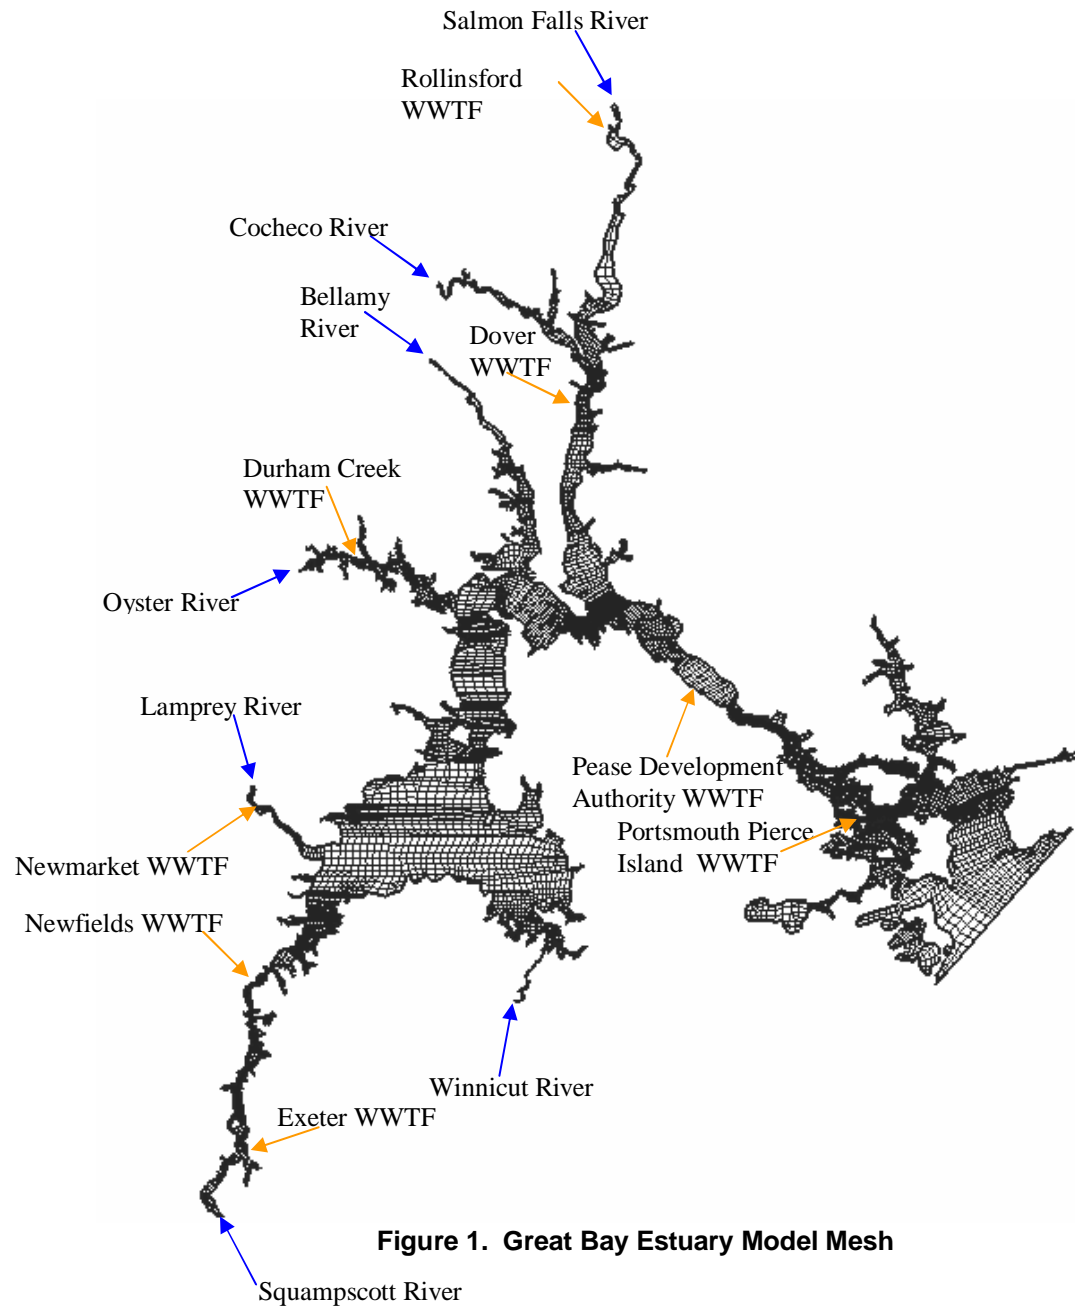 Salmon Falls River
Rollinsford
WWTF
Cocheco River
Bellamy
River
Dover
WWTF
Durham Creek
WWTF
Oyster River
Lamprey River
Pease Development
Authority WWTF
Portsmouth Pierce
Island WWTF
Newmarket WWTF
Newfields WWTF
Winnicut River
Exeter WWTF
Figure 1. Great Bay Estuary Model Mesh
Squampscott River